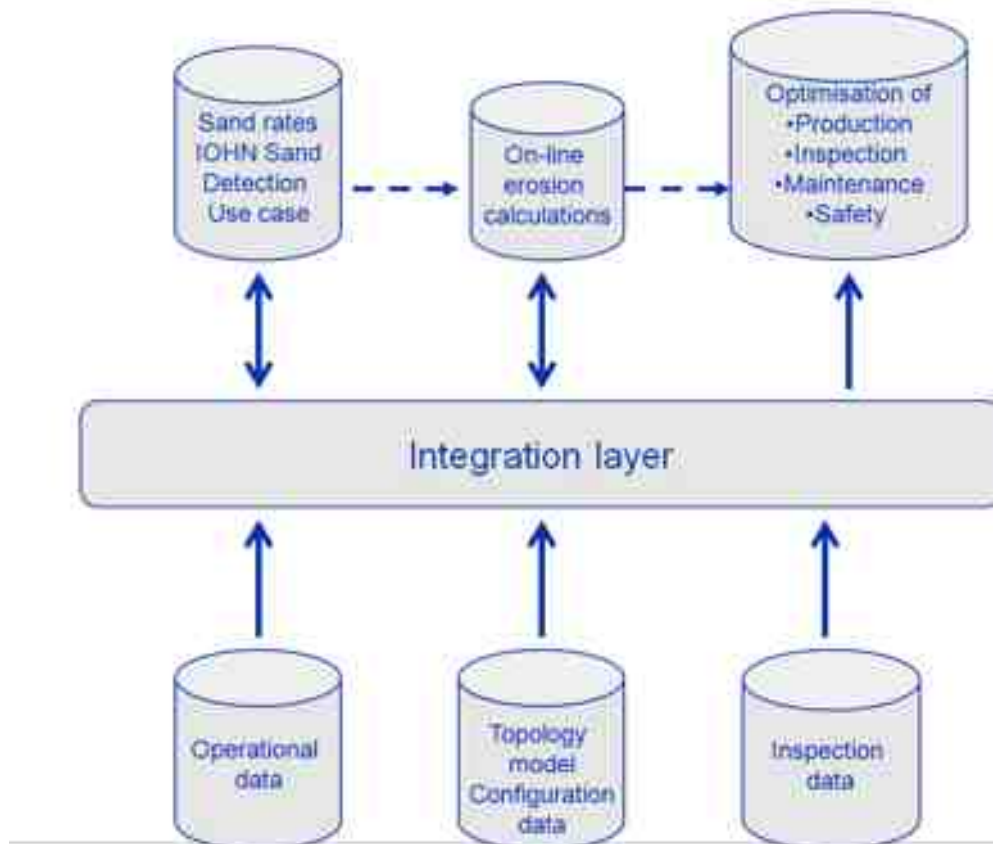 Sand rates
IOHN Sand
Detection
Use case
On-line
erosion
calculations
Optimisation of
•Production
•Inspection
•Maintenance
•Safety
Integration layer
Operational
data
Topology
model
Configuration
data
Inspection
data